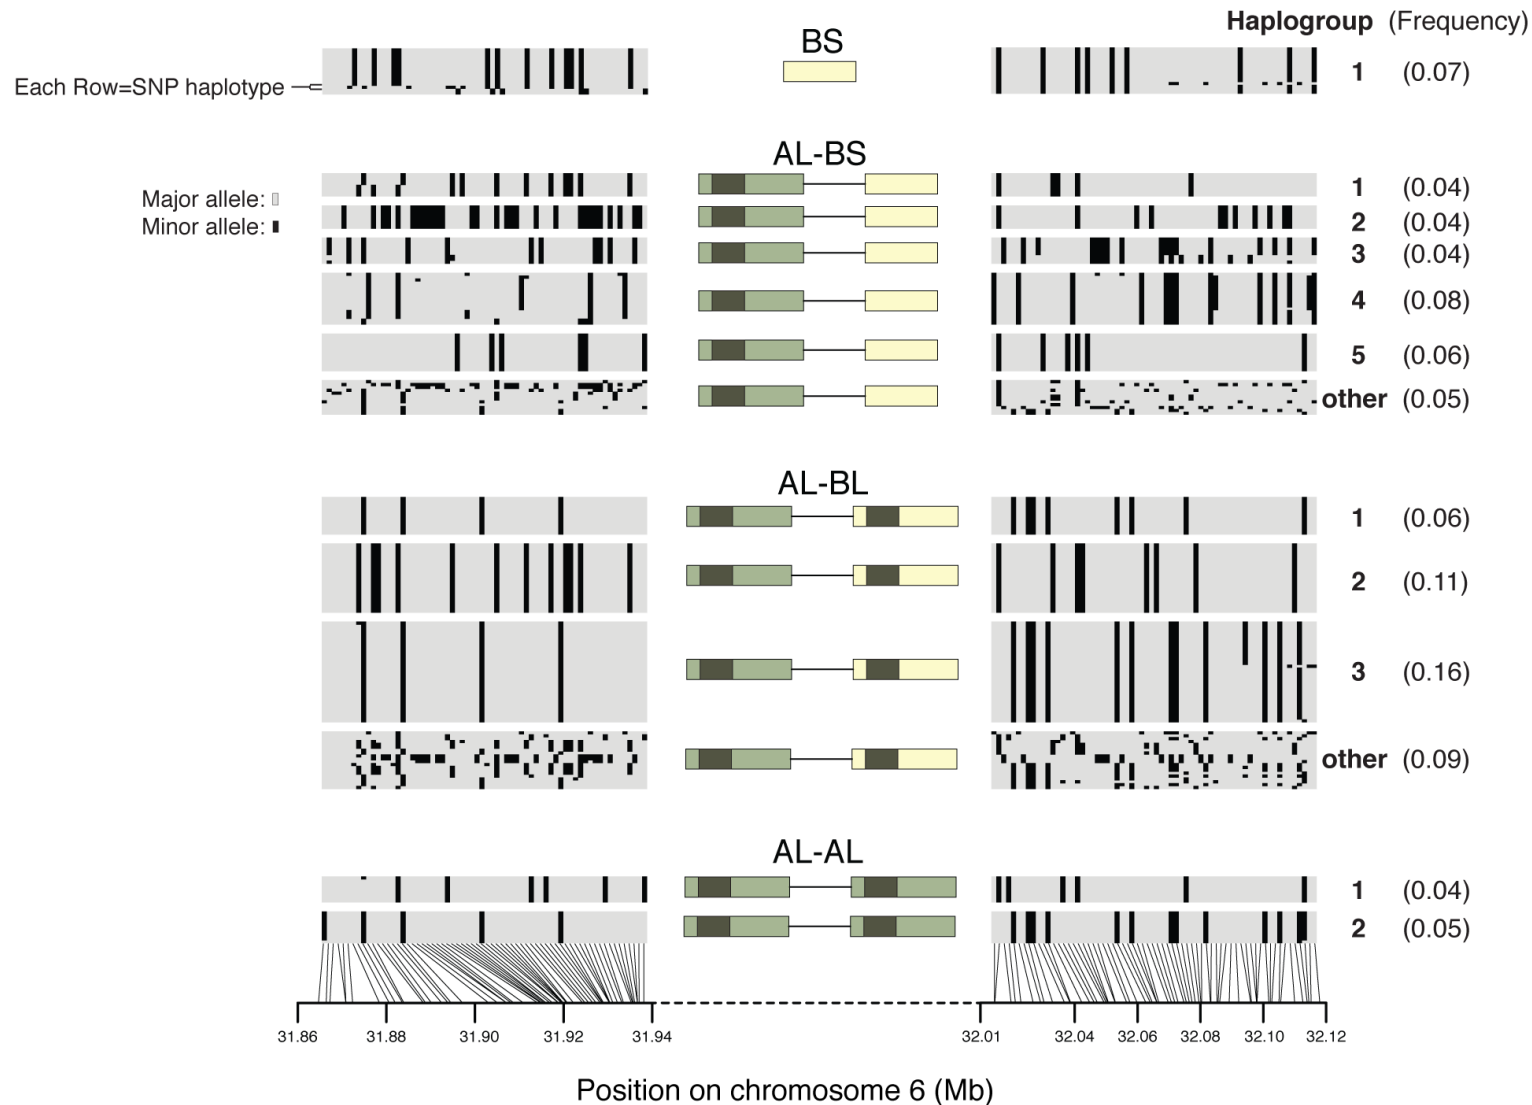 Haplogroup (Frequency)
BS
1 (0.07)
Each Row=SNP haplotype
AL-BS
Major allele:
Minor allele:
1 (0.04)
2 (0.04)
3 (0.04)
4 (0.08)
5 (0.06)
other (0.05)
AL-BL
1 (0.06)
2 (0.11)
3 (0.16)
other (0.09)
AL-AL
1 (0.04)
2 (0.05)
31.86 31.88 31.90 31.92 31.94 32.01 32.04 32.06 32.08 32.10 32.12
Position on chromosome 6 (Mb)